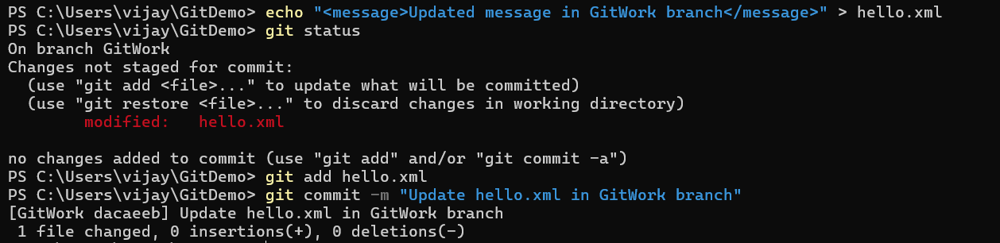 PS C:\Users\vijay\GitDemo> echo "<message>Updated message in GitWork branch</message>" > hello.xml
PS C:\Users\vijay\GitDemo> git status
On branch GitWork
Changes not staged for commit:
  (use "git add <file>..." to update what will be committed)
  (use "git restore <file>..." to discard changes in working directory)
        modified:   hello.xml

no changes added to commit (use "git add" and/or "git commit -a")
PS C:\Users\vijay\GitDemo> git add hello.xml
PS C:\Users\vijay\GitDemo> git commit -m "Update hello.xml in GitWork branch"
[GitWork dacaeeb] Update hello.xml in GitWork branch
 1 file changed, 0 insertions(+), 0 deletions(-)